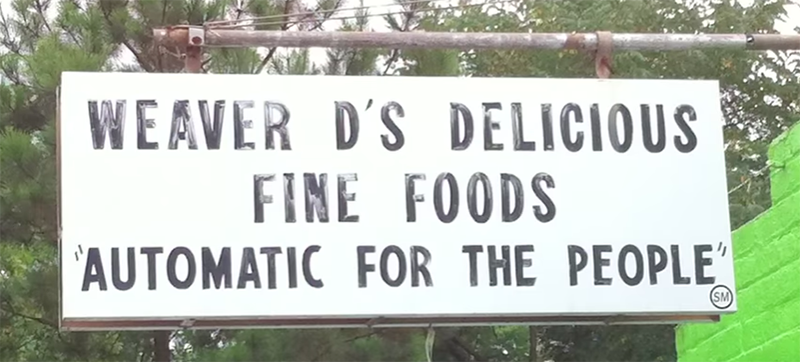 WEAVER D'S DELICIOUS
FINE FOODS
"AUTOMATIC FOR THE PEOPLE"
SM